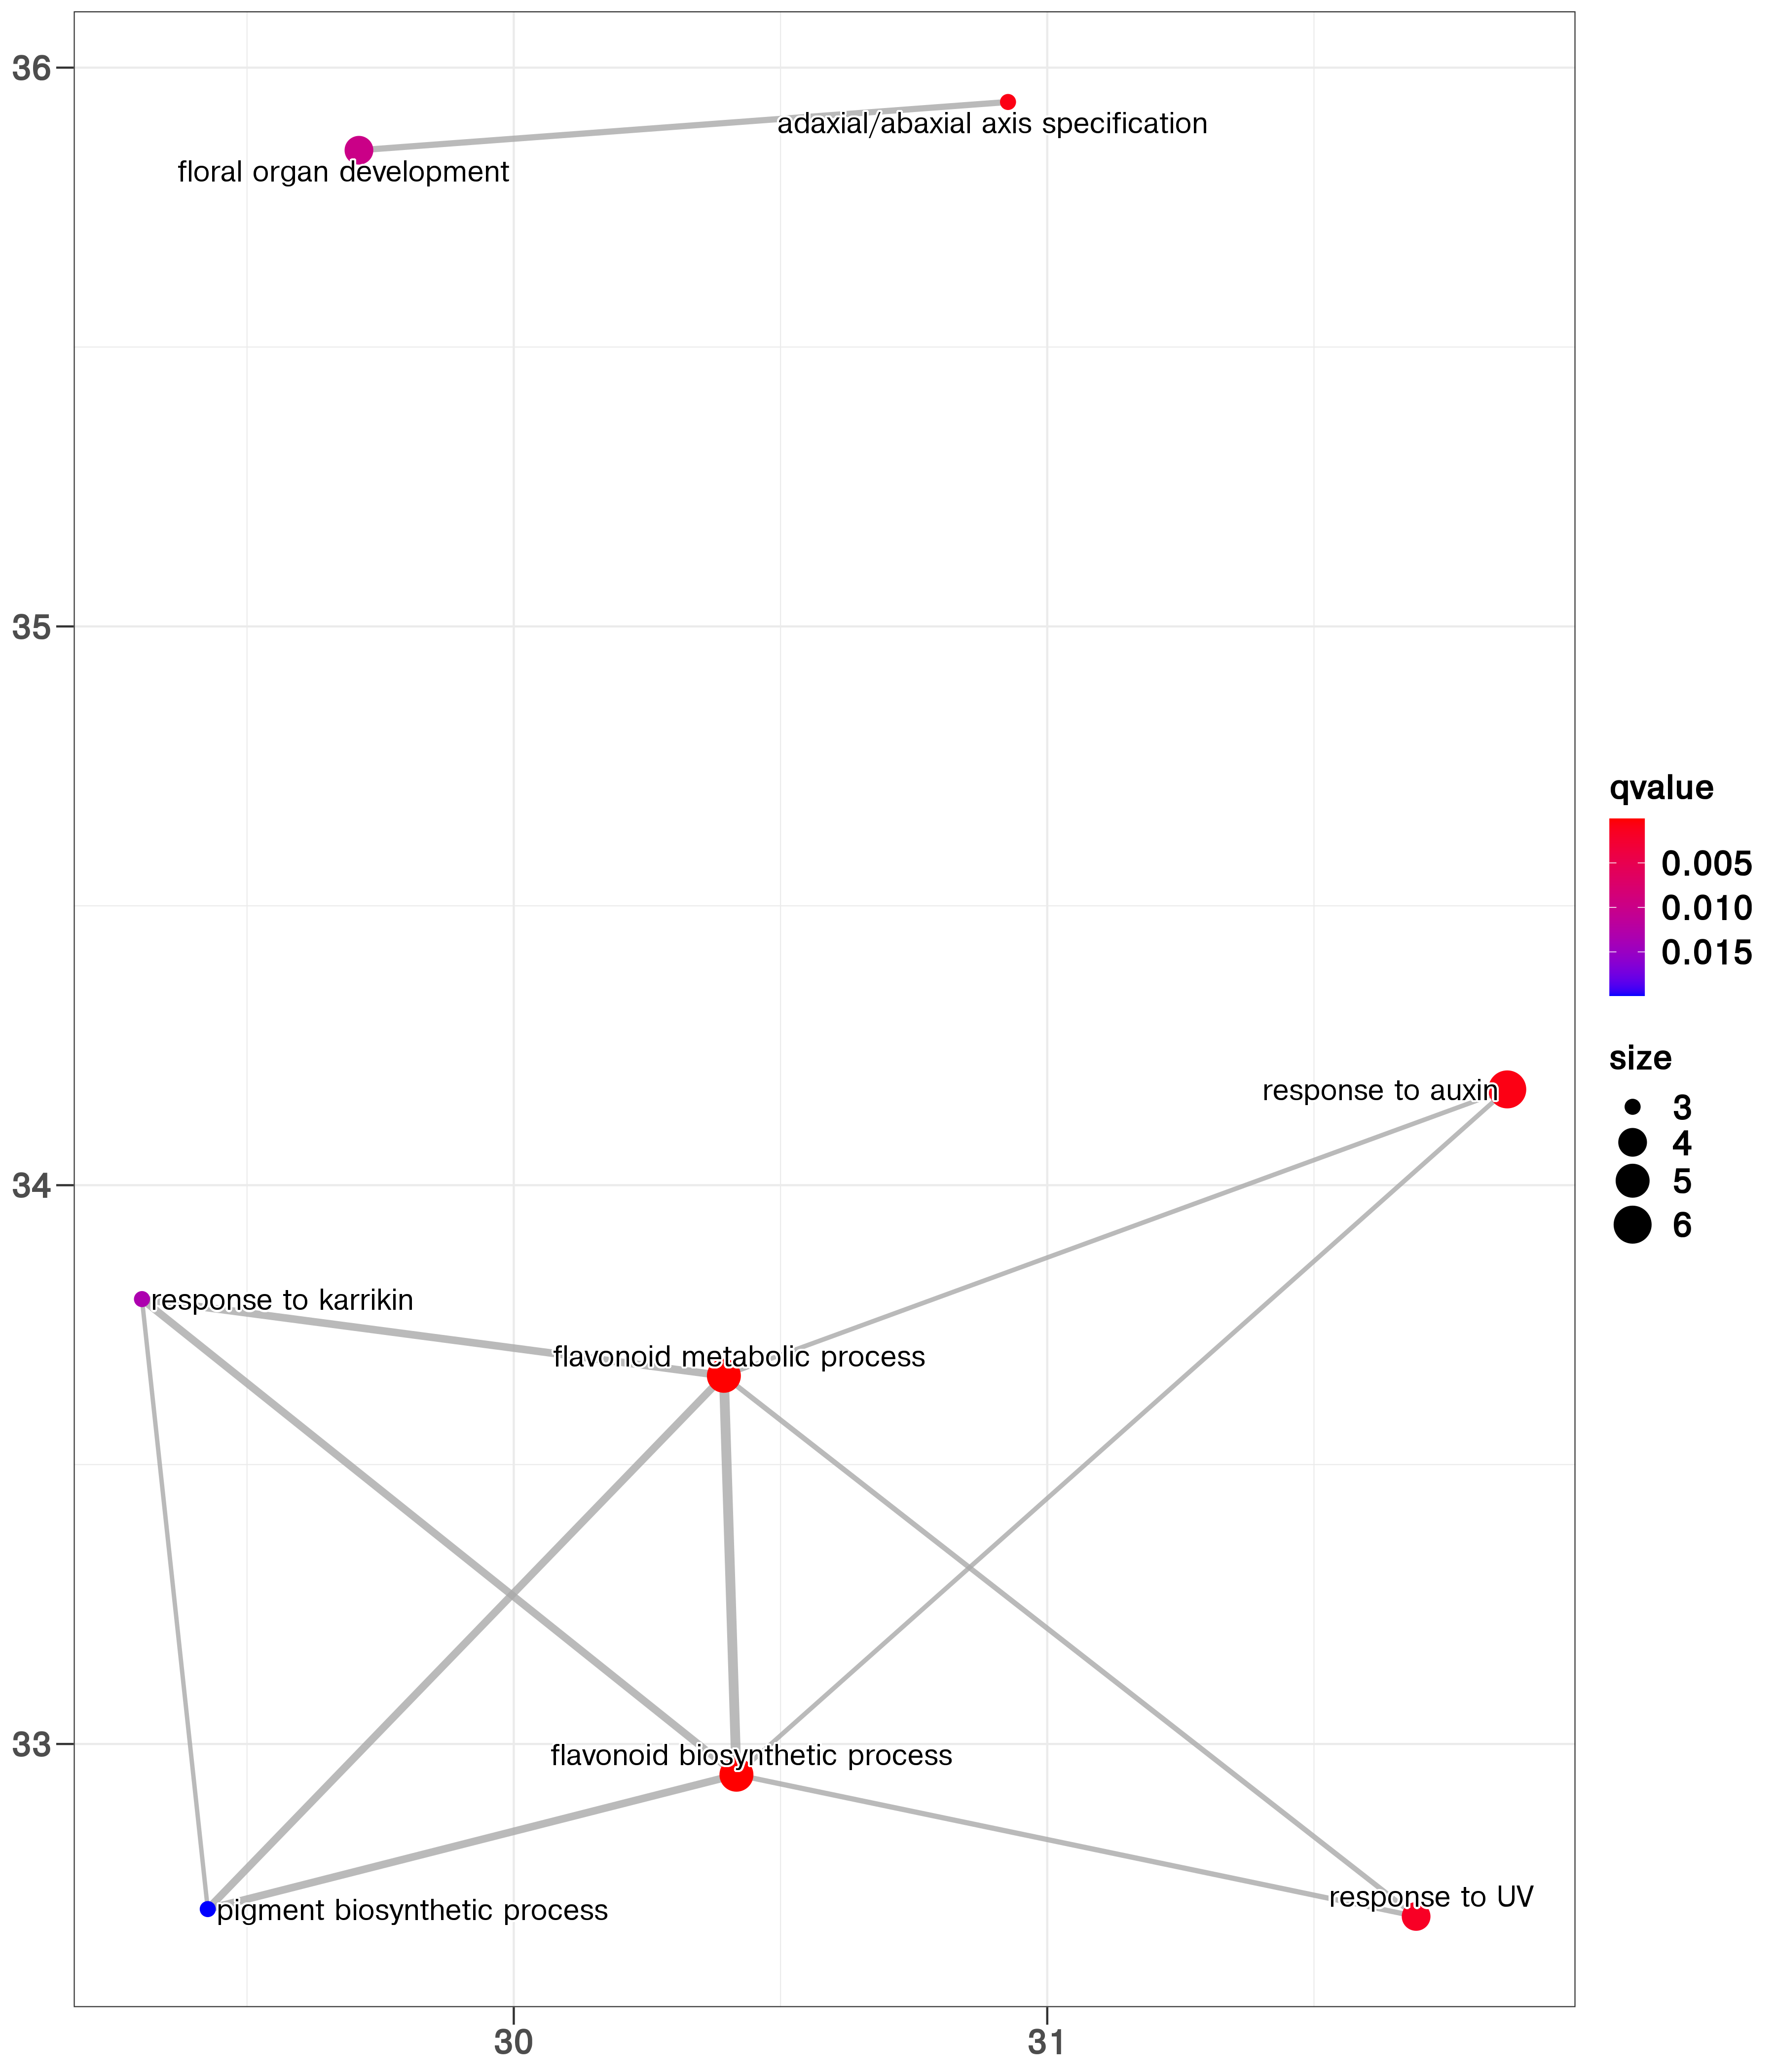 36
adaxial/abaxial axis specification
floral organ development
35
qvalue
0.005
0.010
0.015
size
3
4
5
6
response to auxin
34
response to karrikin
flavonoid metabolic process
33
flavonoid biosynthetic process
response to UV
pigment biosynthetic process
30
31